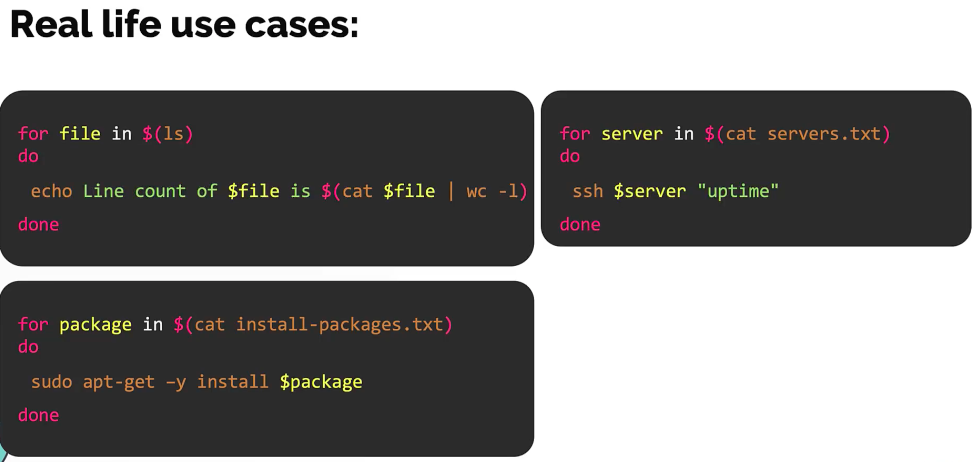 Real life use cases:
for file in $(ls)
do
echo Line count of $file is $(cat $file | wc -l)
done
for server in $(cat servers.txt)
do
ssh $server "uptime"
done
for package in $(cat install-packages.txt)
do
sudo apt-get –y install $package
done